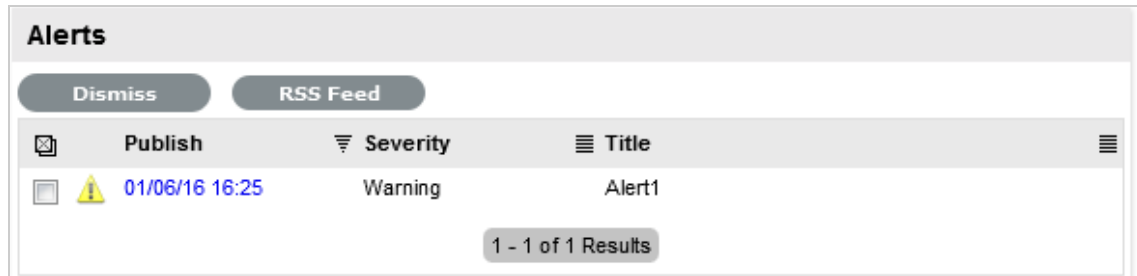 Alerts
Dismiss RSS Feed
Publish Severity Title
01/06/16 16:25 Warning Alert1
1 - 1 of 1 Results